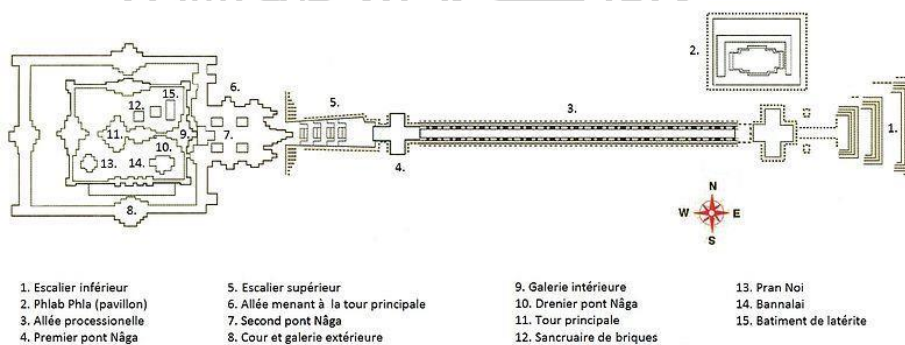 2.
15.
6.
12.
5.
3.
1.
11.
9.
7.
10.
13.
14.
4.
8.
N
W E
S
1. Escalier inférieur
2. Phlab Phla (pavillon)
3. Allée processionelle
4. Premier pont Nâga
5. Escalier supérieur
6. Allée menant à la tour principale
7. Second pont Nâga
8. Cour et galerie extérieure
9. Galerie intérieure
10. Drenier pont Nâga
11. Tour principale
12. Sancruaire de briques
13. Pran Noi
14. Bannalai
15. Batiment de latérite